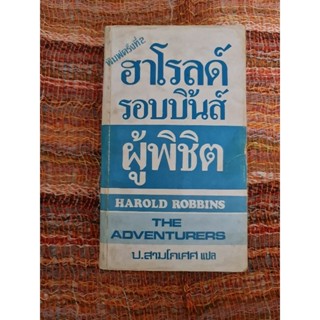 พิมพ์ครั้งที่๒
ฮาโรลด์
รอบบิ้นส์
ผู้พิชิต
HAROLD ROBBINS
THE
ADVENTURERS
ป.สามโคเศศ แปล